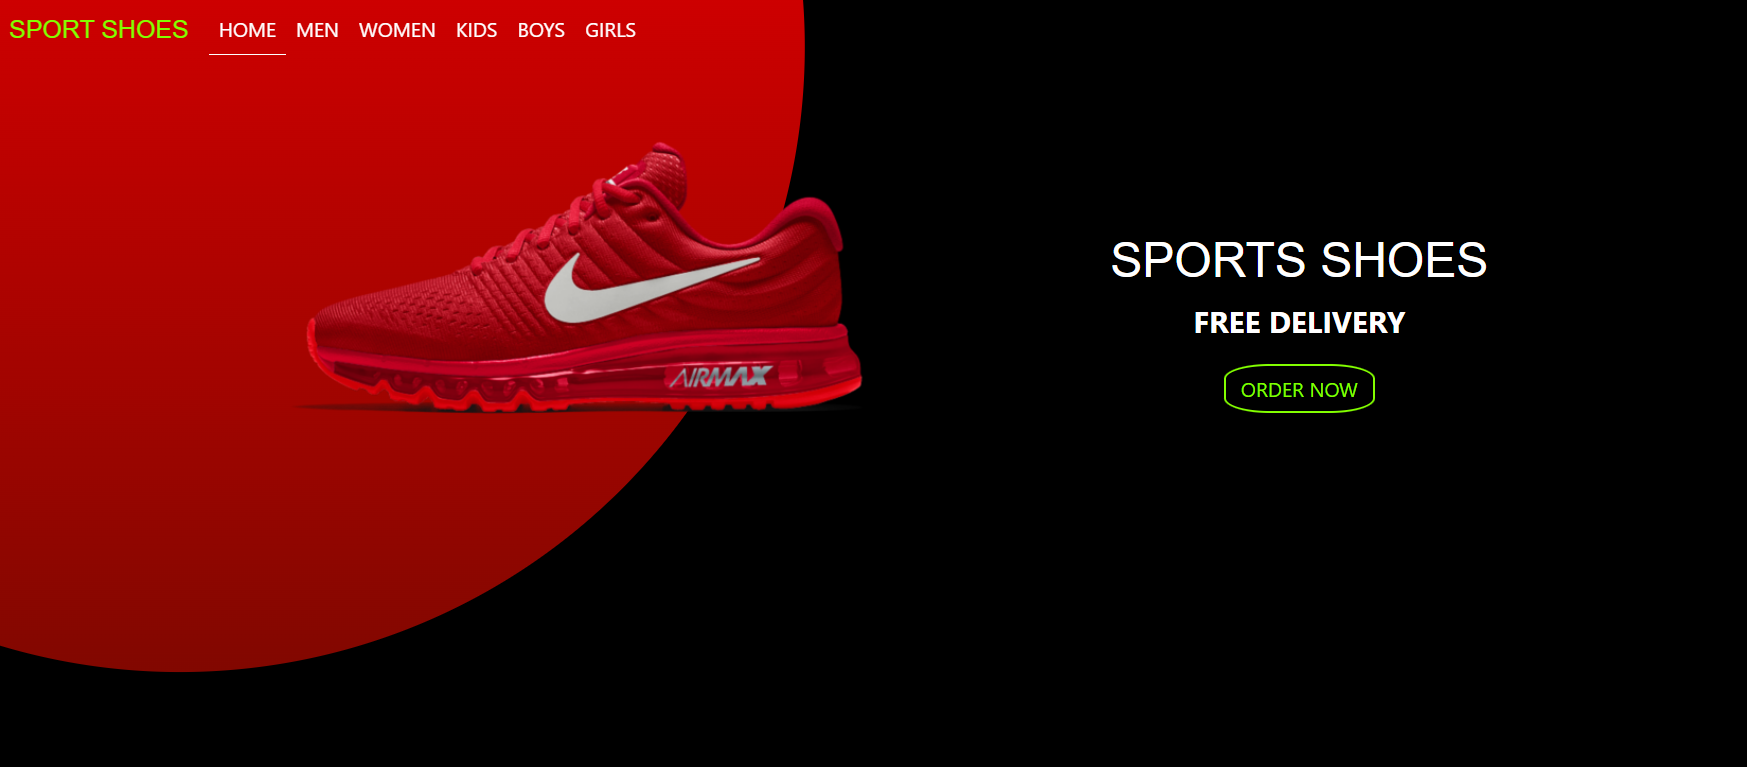 SPORT SHOES HOME MEN WOMEN KIDS BOYS GIRLS
SPORTS SHOES
FREE DELIVERY
AIRMAX
ORDER NOW